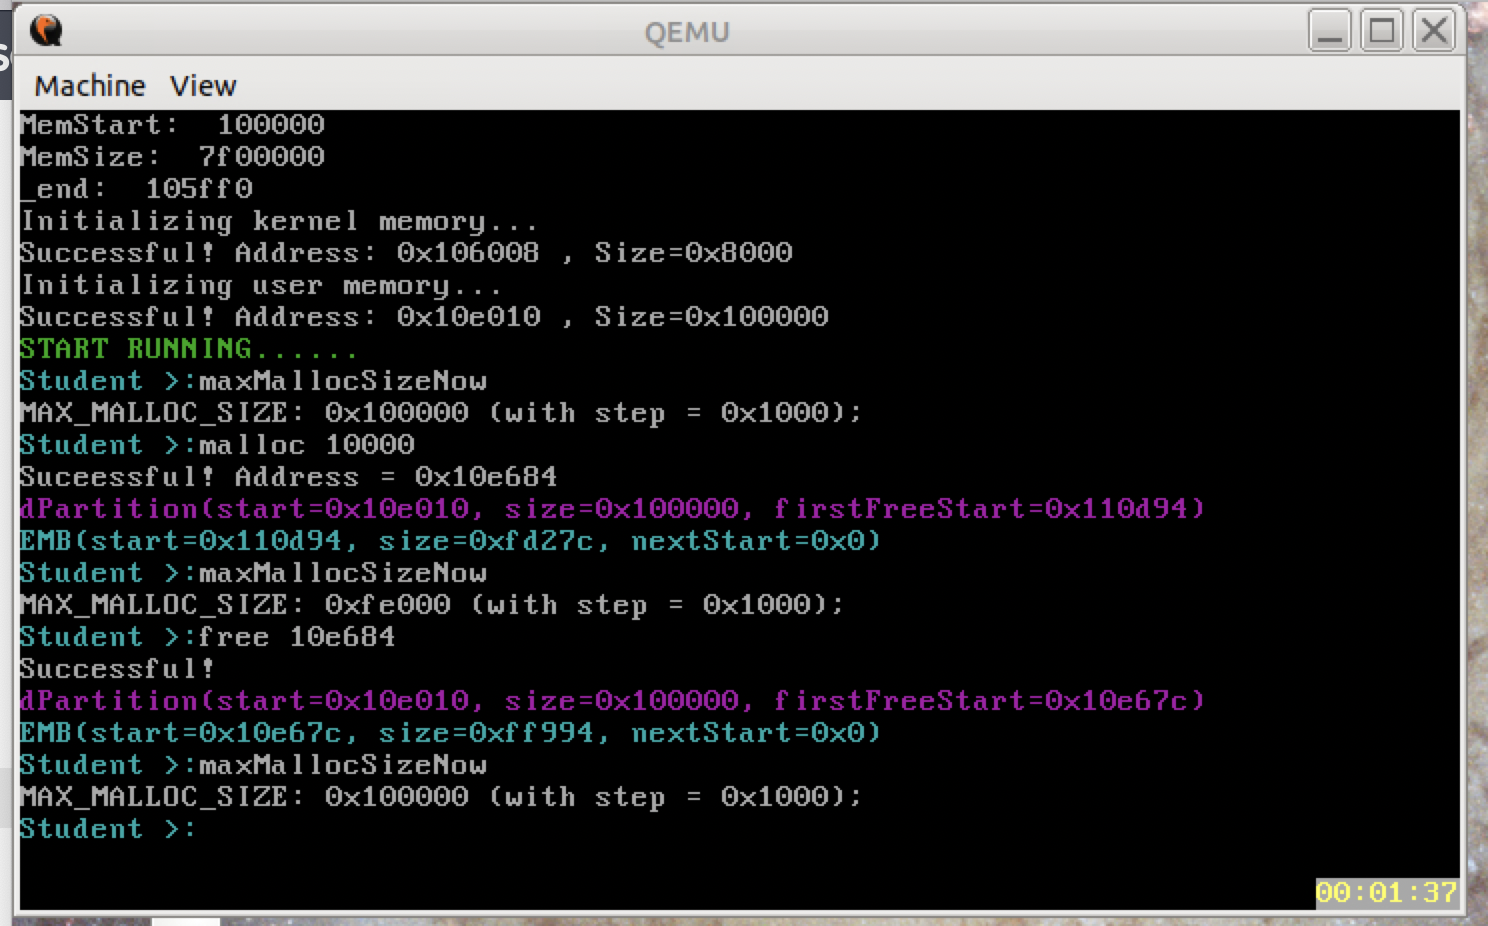 QEMU
Machine View
MemStart:  100000
MemSize:  7f00000
_end:  105ff0
Initializing kernel memory...
Successful! Address: 0x106008 , Size=0x8000
Initializing user memory...
Successful! Address: 0x10e010 , Size=0x100000
START RUNNING......
Student >:maxMallocSizeNow
MAX_MALLOC_SIZE: 0x100000 (with step = 0x1000);
Student >:malloc 10000
Suceessful! Address = 0x10e684
dPartition(start=0x10e010, size=0x100000, firstFreeStart=0x110d94)
EMB(start=0x110d94, size=0xfd27c, nextStart=0x0)
Student >:maxMallocSizeNow
MAX_MALLOC_SIZE: 0xfe000 (with step = 0x1000);
Student >:free 10e684
Successful!
dPartition(start=0x10e010, size=0x100000, firstFreeStart=0x10e67c)
EMB(start=0x10e67c, size=0xff994, nextStart=0x0)
Student >:maxMallocSizeNow
MAX_MALLOC_SIZE: 0x100000 (with step = 0x1000);
Student >:
00:01:37